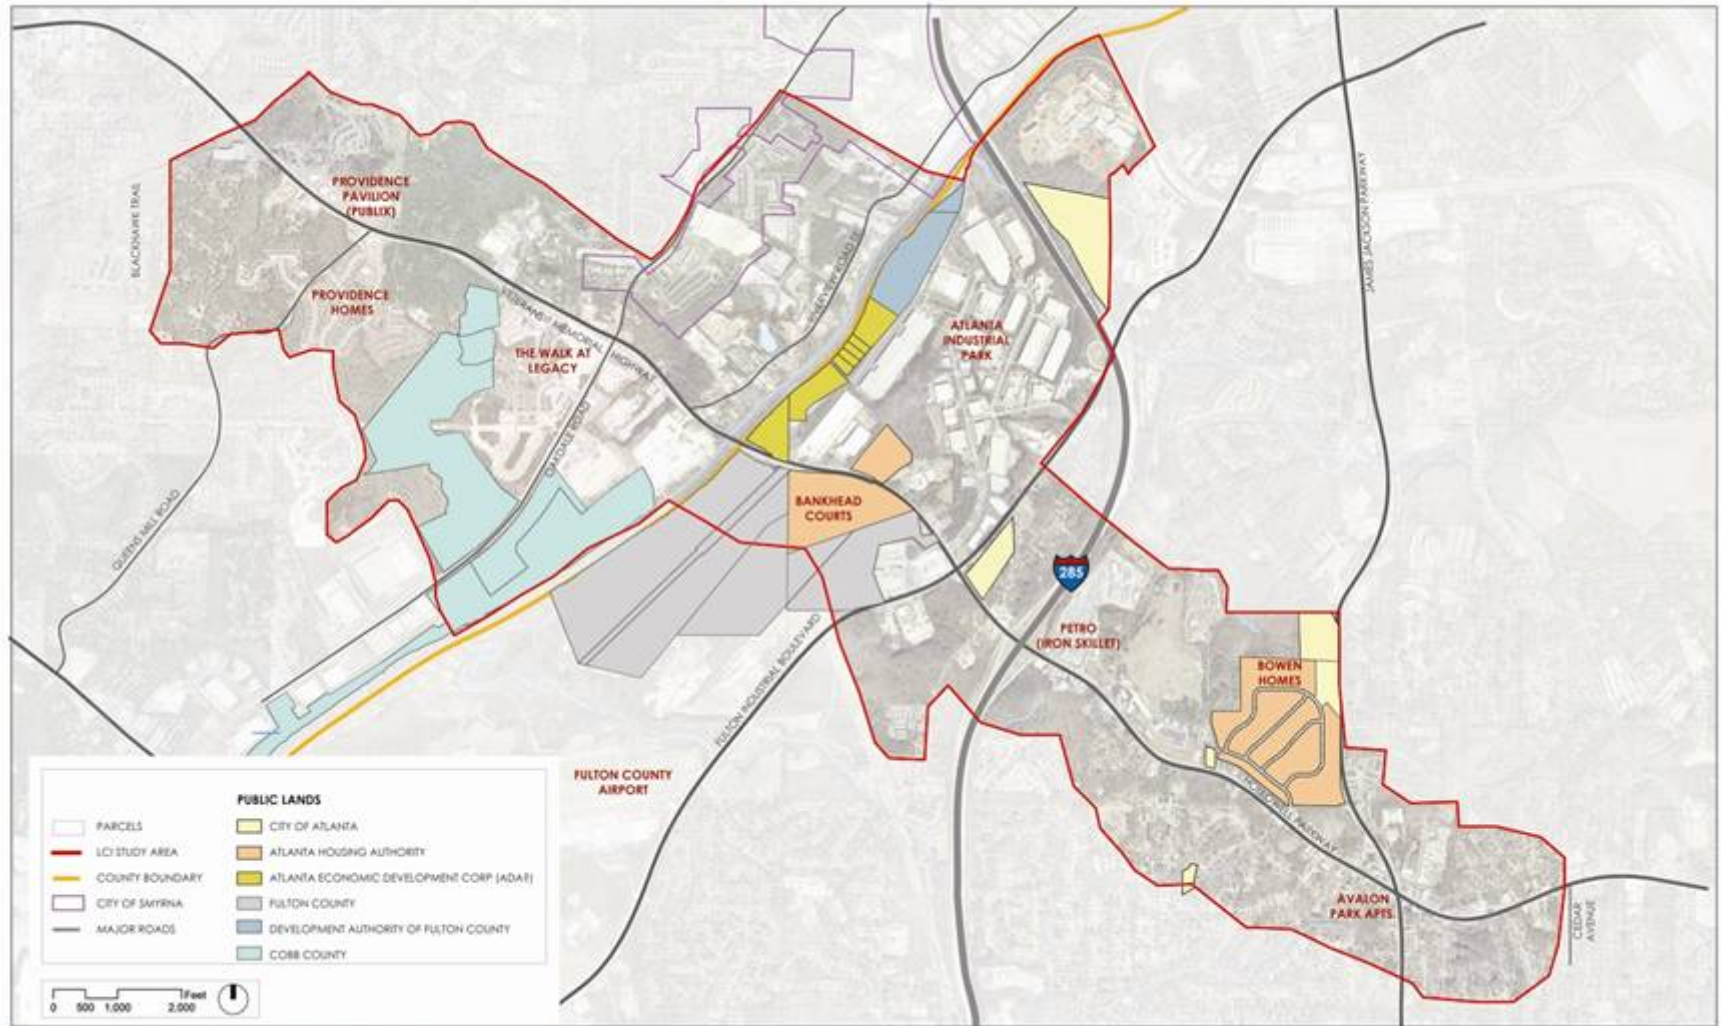 PROVIDENCE
PAVILION
(PUBLIX)
BLACKHAWK TRAIL
PROVIDENCE
HOMES
VETERANS MEMORIAL HIGHWAY
THE WALK AT
LEGACY
OAKDALE ROAD
QUEENS MILL ROAD
ATLANTA
INDUSTRIAL
PARK
JAMES JACKSON PARKWAY
BANKHEAD
COURTS
285
PETRO
(IRON SKILLET)
BOWEN
HOMES
FULTON INDUSTRIAL BOULEVARD
FULTON COUNTY
AIRPORT
AVALON
PARK APTS.
CEDAR
AVENUE
PUBLIC LANDS
PARCELS
LCI STUDY AREA
COUNTY BOUNDARY
CITY OF SMYRNA
MAJOR ROADS
CITY OF ATLANTA
ATLANTA HOUSING AUTHORITY
ATLANTA ECONOMIC DEVELOPMENT CORP (ADA?)
FULTON COUNTY
DEVELOPMENT AUTHORITY OF FULTON COUNTY
COBB COUNTY
0 500 1,000 2,000 Feet